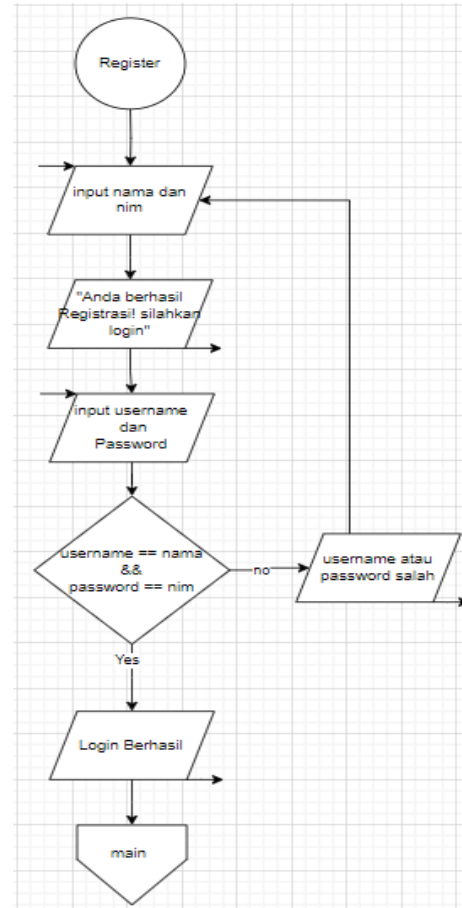 Register
input nama dan
nim
"Anda berhasil
Registrasi! silahkan
login"
input username
dan
Password
username == nama
&&
password == nim
no
username atau
password salah
Yes
Login Berhasil
main